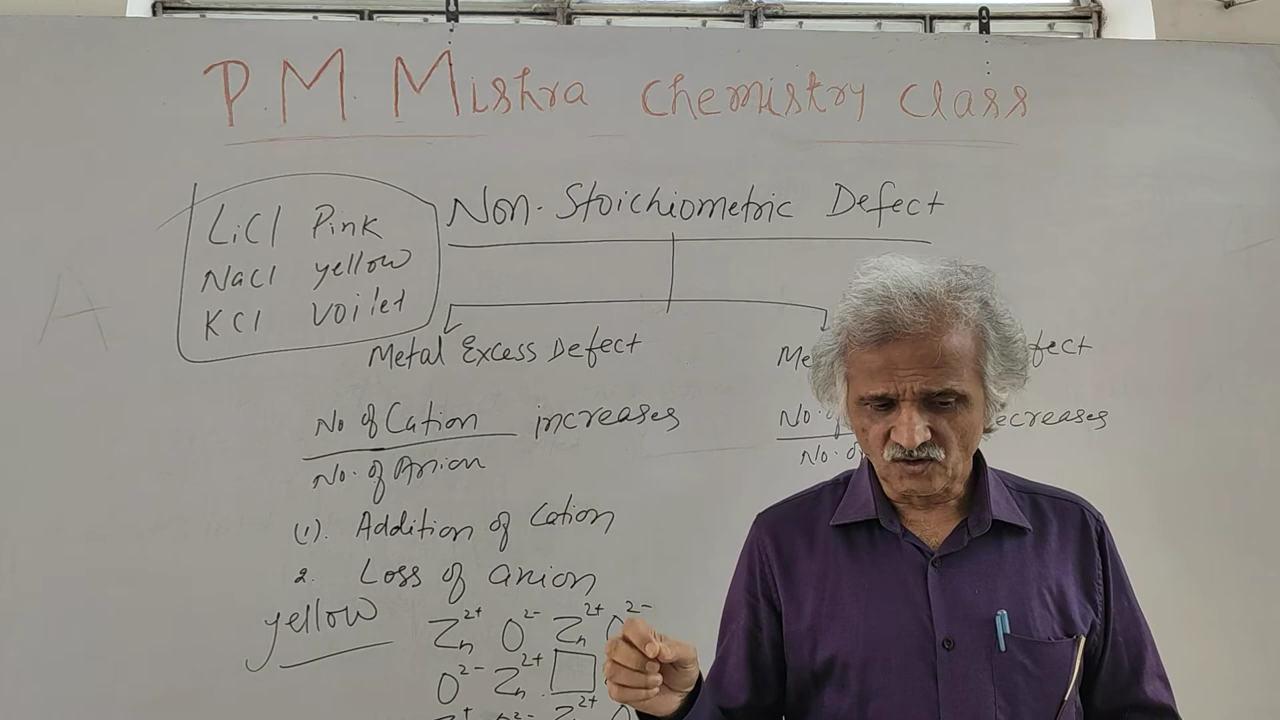 P.M. Mishra Chemistry Class
Non-Stoichiometric Defect
LiCl Pink
NaCl yellow
KCl Voilet
Metal Excess Defect
No of Cation increases
No. of Anion
(1). Addition of Cation
2. Loss of anion
yellow
Zn2+ O2- Zn2+ O2-
O2- Zn2+